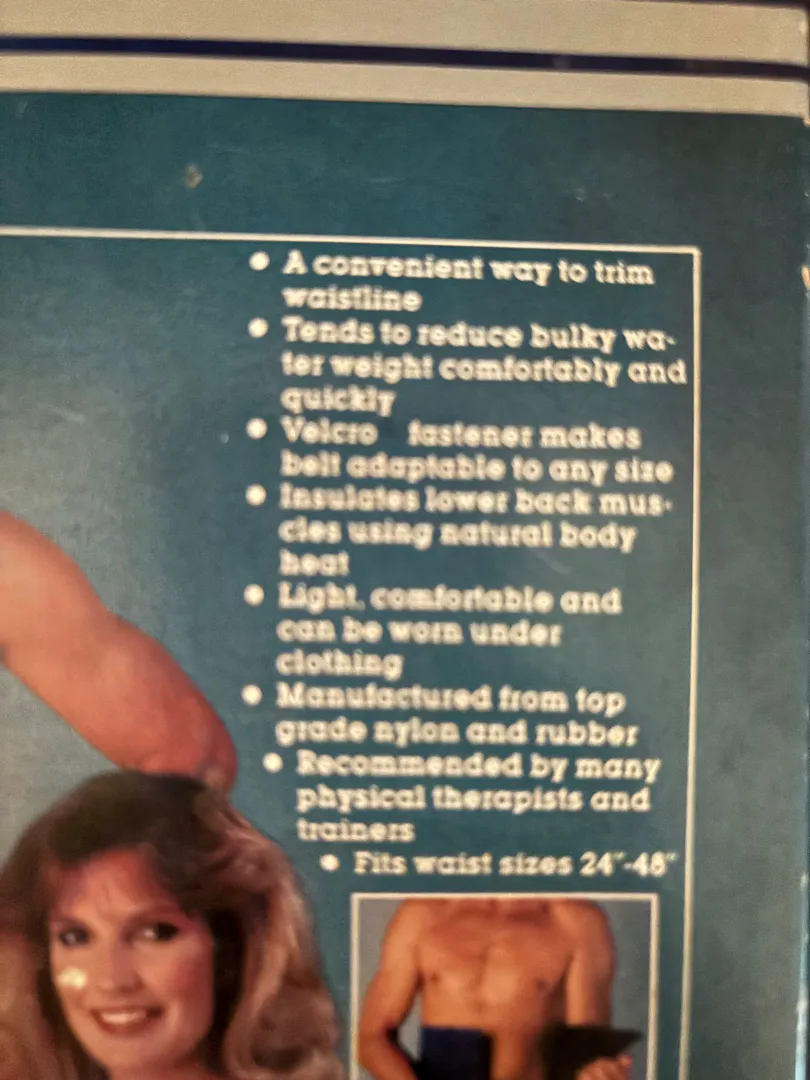 • A convenient way to trim
waistline
• Tends to reduce bulky wa-
ter weight comfortably and
quickly
• Velcro fastener makes
belt adaptable to any size
• Insulates lower back mus-
cles using natural body
heat
• Light, comfortable and
can be worn under
clothing
• Manufactured from top
grade nylon and rubber
• Recommended by many
physical therapists and
trainers
• Fits waist sizes 24"-48"